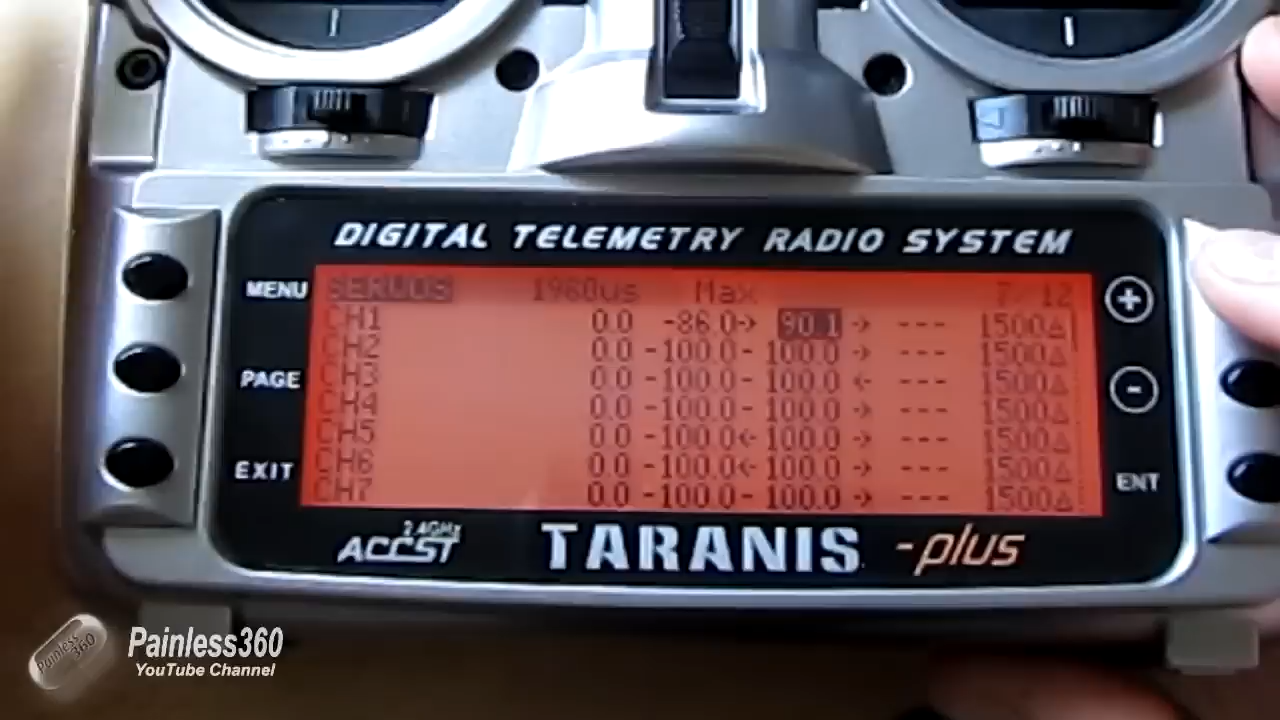 DIGITAL TELEMETRY RADIO SYSTEM
MENU
PAGE
EXIT
SERVOS 1960us Max 7/12
CH1 0.0 -86.0→ 90.1 → --- 1500△
CH2 0.0 -100.0- 100.0 → --- 1500△
CH3 0.0 -100.0- 100.0 ← --- 1500△
CH4 0.0 -100.0- 100.0 → --- 1500△
CH5 0.0 -100.0← 100.0 → --- 1500△
CH6 0.0 -100.0← 100.0 → --- 1500△
CH7 0.0 -100.0- 100.0 → --- 1500△
+
-
ENT
2.4GHz
ACCST TARANIS -plus
Painless360
Painless360
YouTube Channel